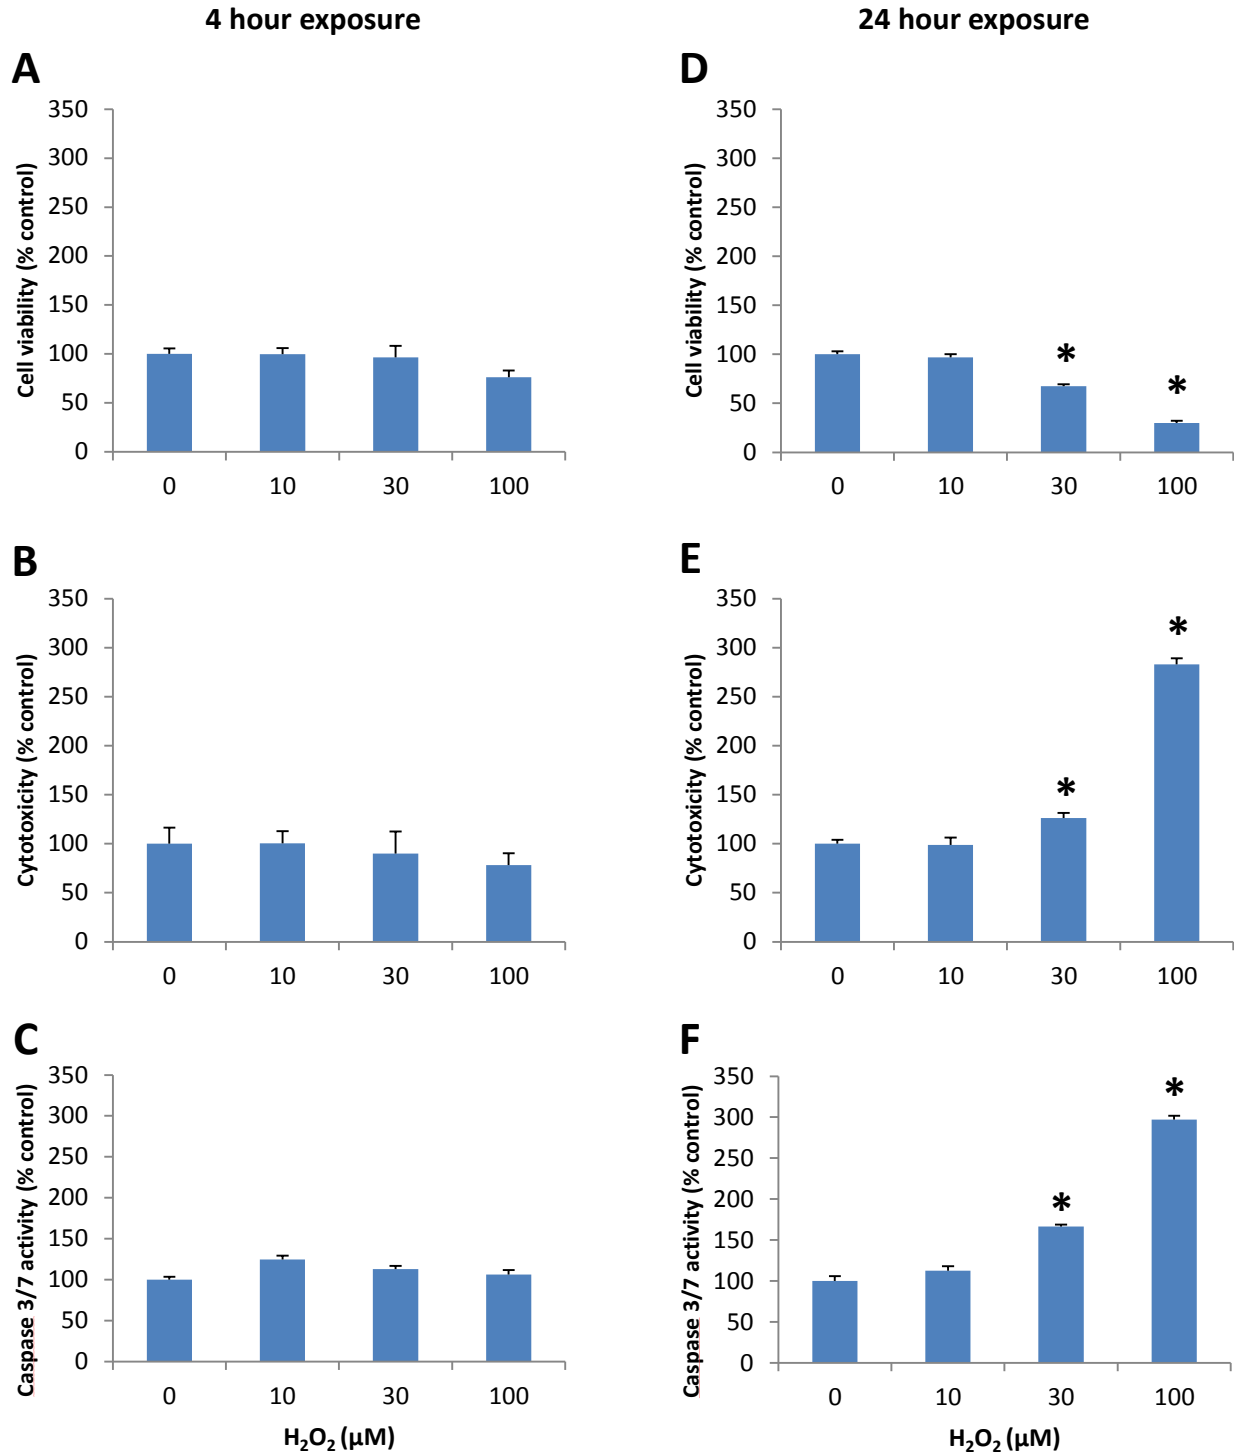 4 hour exposure
24 hour exposure
A
Cell viability (% control)
350
300
250
200
150
100
50
0
0 10 30 100
D
Cell viability (% control)
350
300
250
200
150
100
50
0
*
*
0 10 30 100
B
Cytotoxicity (% control)
350
300
250
200
150
100
50
0
0 10 30 100
E
Cytotoxicity (% control)
350
300
250
200
150
100
50
0
*
*
0 10 30 100
C
Caspase 3/7 activity (% control)
350
300
250
200
150
100
50
0
0 10 30 100
H₂O₂ (µM)
F
Caspase 3/7 activity (% control)
350
300
250
200
150
100
50
0
*
*
0 10 30 100
H₂O₂ (µM)